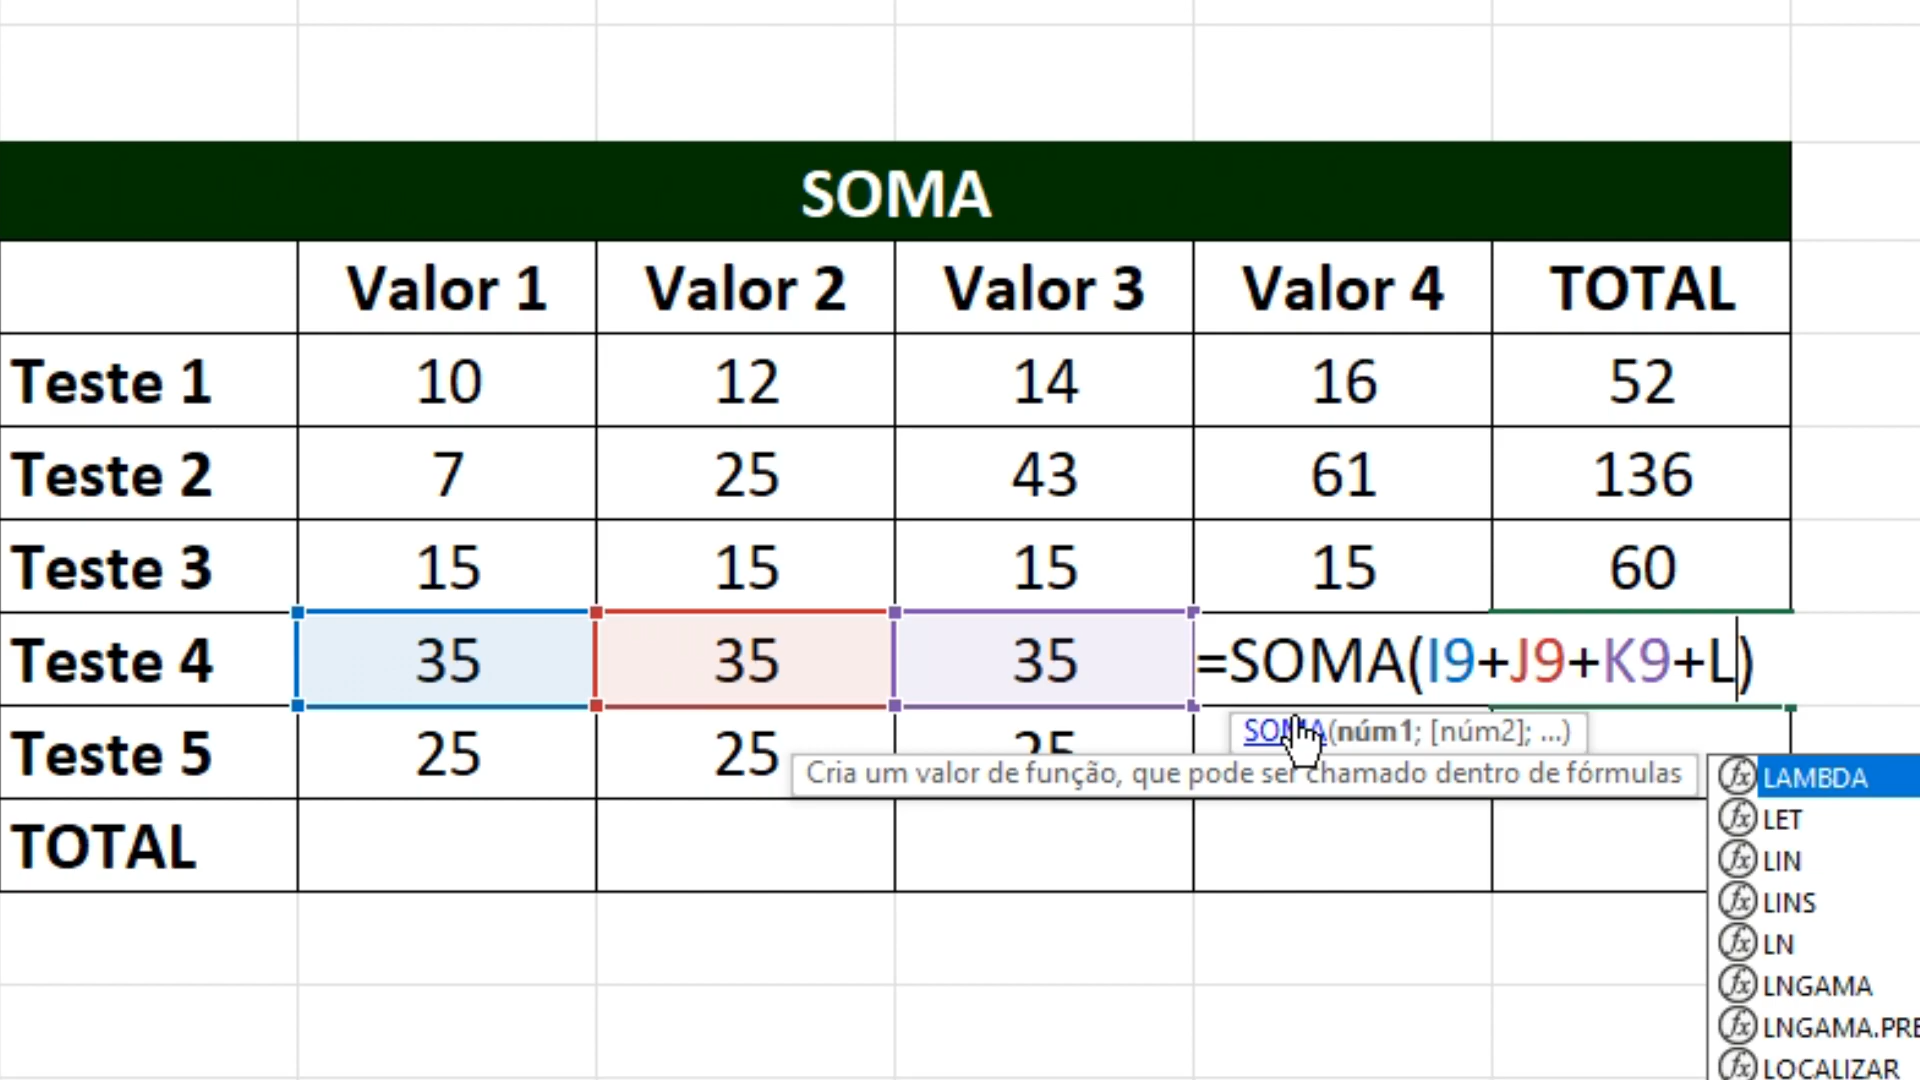 SOMA
Valor 1 Valor 2 Valor 3 Valor 4 TOTAL
Teste 1 10 12 14 16 52
Teste 2 7 25 43 61 136
Teste 3 15 15 15 15 60
Teste 4 35 35 35 =SOMA(I9+J9+K9+L)
SOMA(núm1; [núm2]; ...)
Teste 5 25 25 25
Cria um valor de função, que pode ser chamado dentro de fórmulas
LAMBDA
LET
TOTAL
LIN
LINS
LN
LNGAMA
LNGAMA.PRE
LOCALIZAR